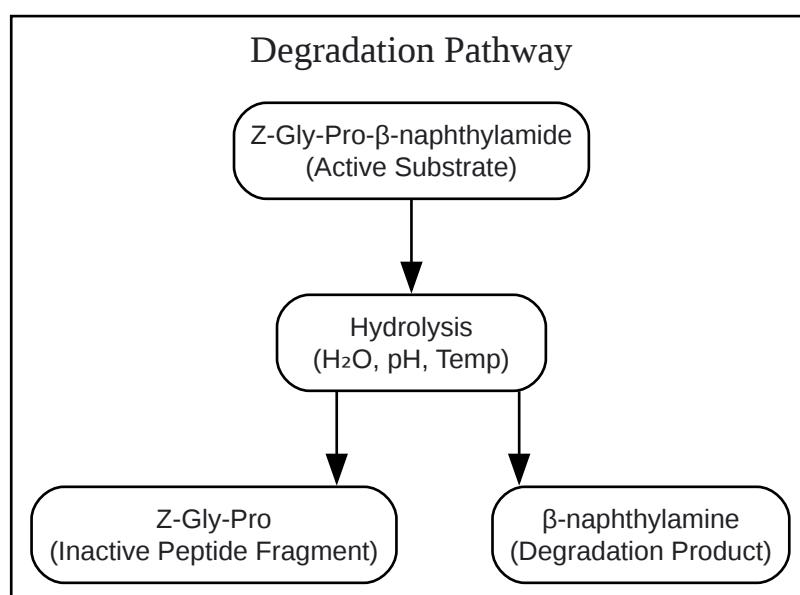 Degradation Pathway
Z-Gly-Pro-β-naphthylamide
(Active Substrate)
Hydrolysis
(H₂O, pH, Temp)
Z-Gly-Pro
(Inactive Peptide Fragment)
β-naphthylamine
(Degradation Product)